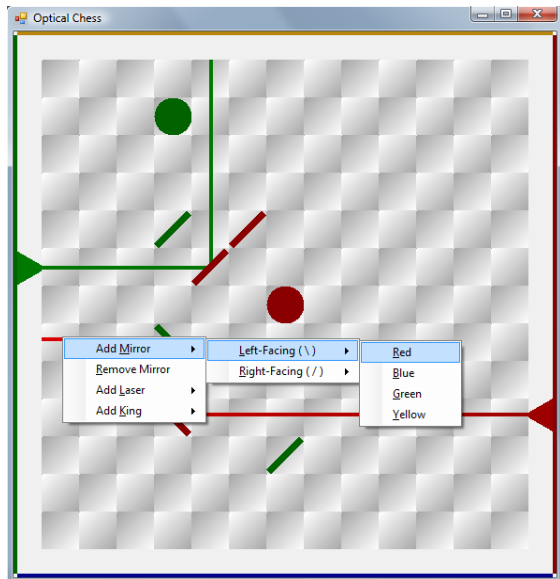 Optical Chess
Add Mirror
Remove Mirror
Add Laser
Add King
Left-Facing ( \ )
Right-Facing ( / )
Red
Blue
Green
Yellow